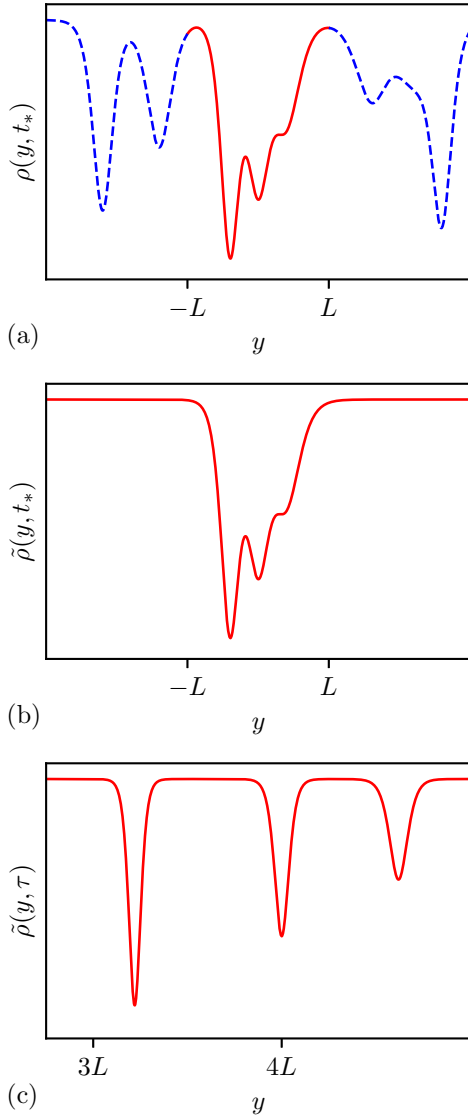 ρ(y, t∗)
−L L
(a)
y
ρ̃(y, t∗)
−L L
(b)
y
ρ̃(y, τ)
3L 4L
(c)
y